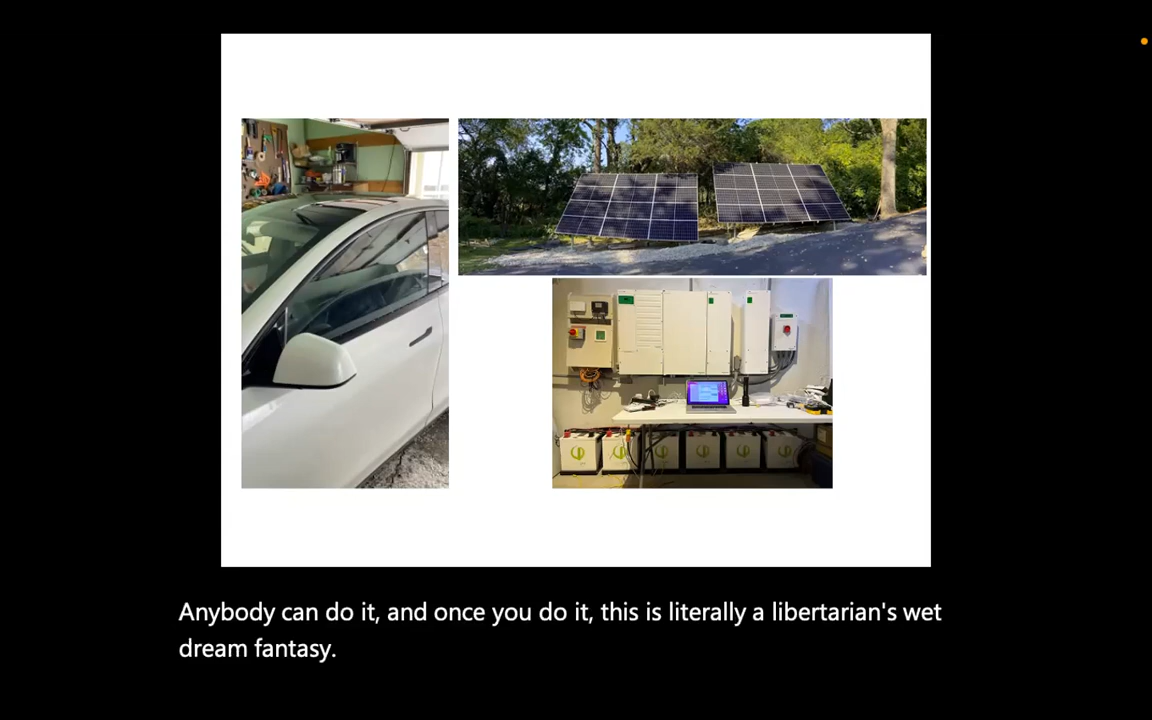 Anybody can do it, and once you do it, this is literally a libertarian's wet
dream fantasy.